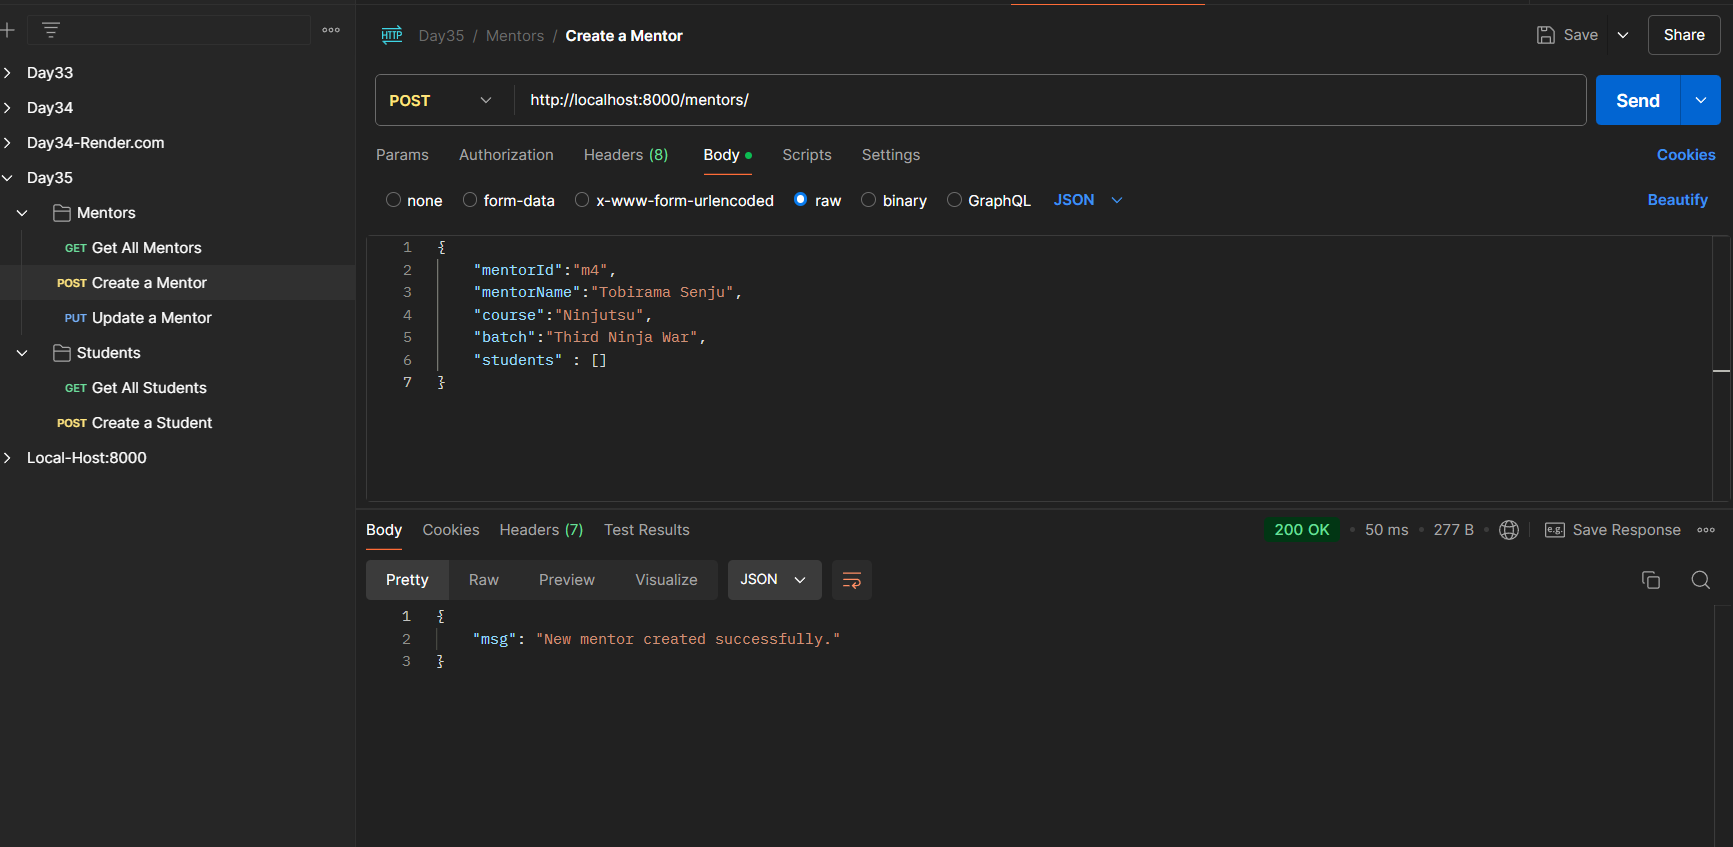 Day33
Day34
Day34-Render.com
Day35
Mentors
GET Get All Mentors
POST Create a Mentor
PUT Update a Mentor
Students
GET Get All Students
POST Create a Student
Local-Host:8000
HTTP Day35 / Mentors / Create a Mentor
Save
Share
POST http://localhost:8000/mentors/
Send
Params Authorization Headers (8) Body Scripts Settings
Cookies
none form-data x-www-form-urlencoded raw binary GraphQL JSON
Beautify
1 {
2 "mentorId":"m4",
3 "mentorName":"Tobirama Senju",
4 "course":"Ninjutsu",
5 "batch":"Third Ninja War",
6 "students" : []
7 }
Body Cookies Headers (7) Test Results
200 OK • 50 ms • 277 B • e.g. Save Response
Pretty Raw Preview Visualize JSON
1 {
2 "msg": "New mentor created successfully."
3 }